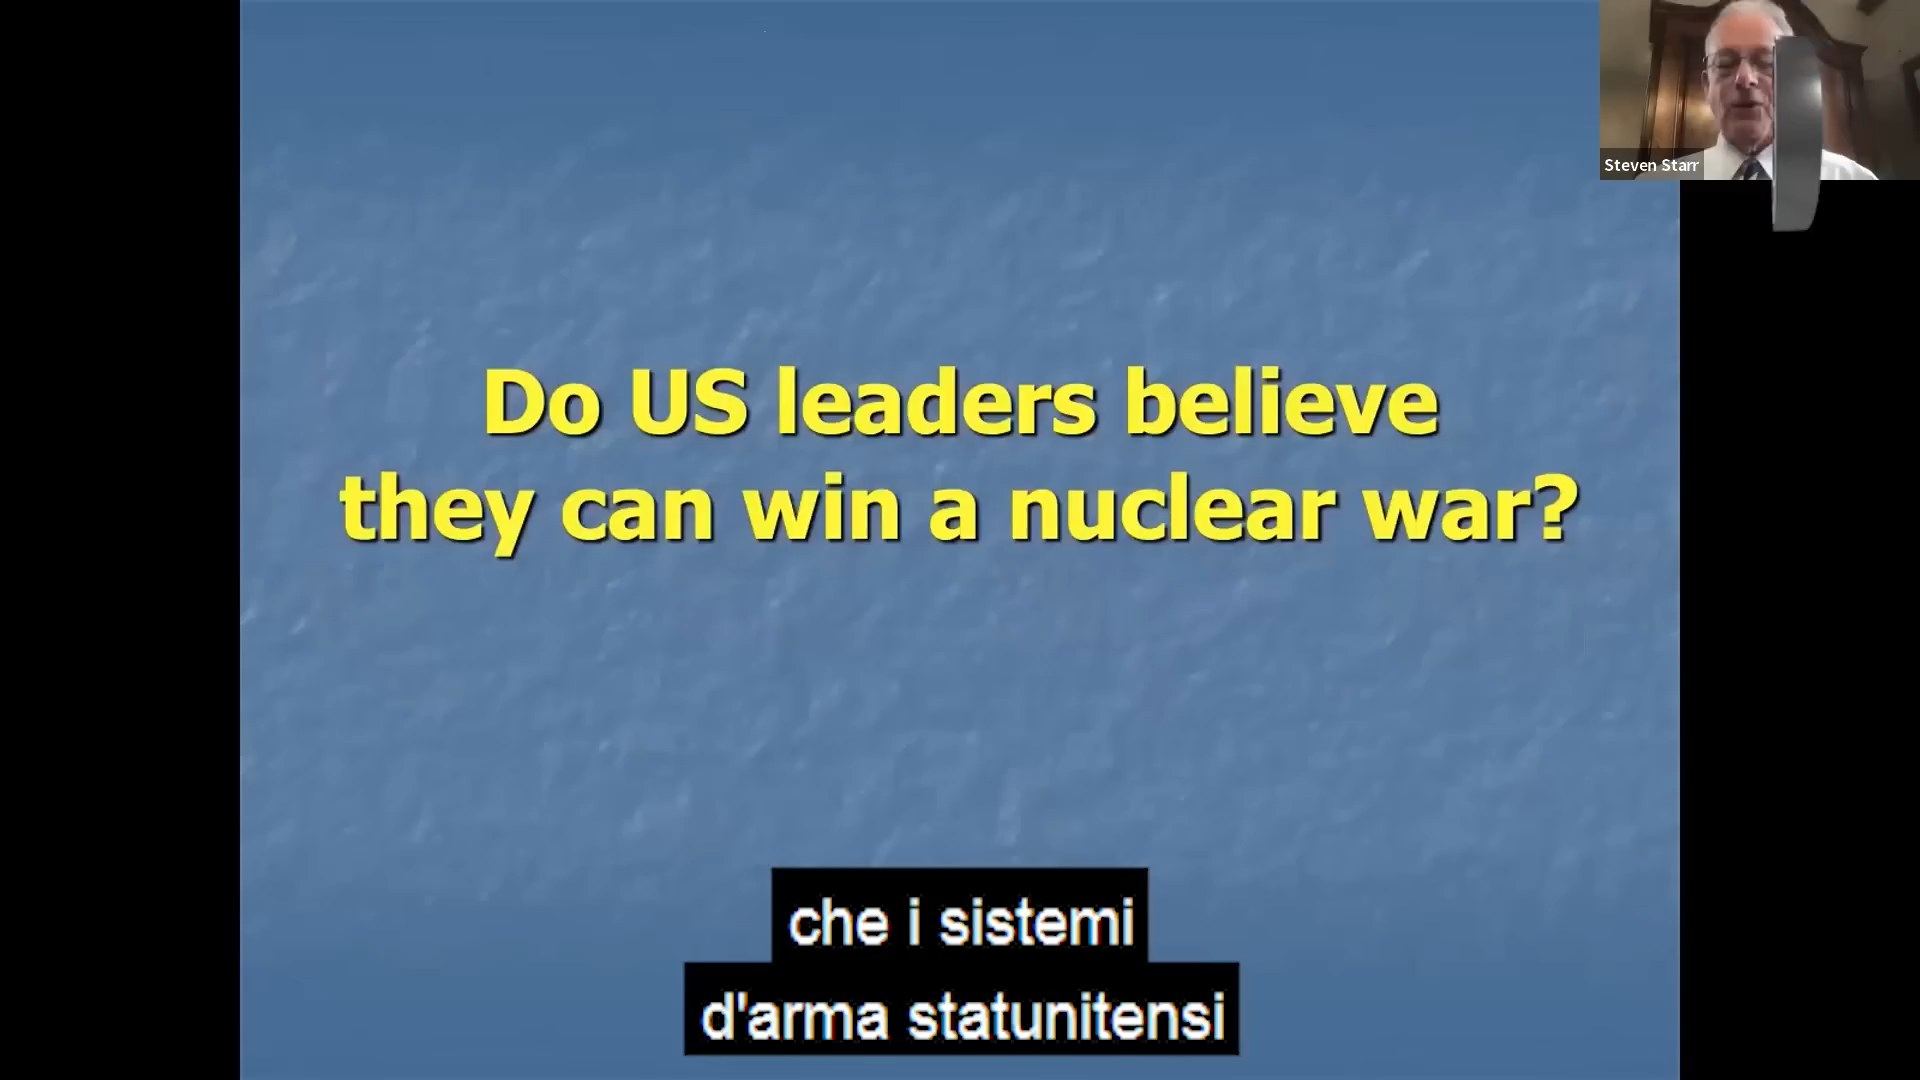 Steven Starr
Do US leaders believe
they can win a nuclear war?
che i sistemi
d'arma statunitensi